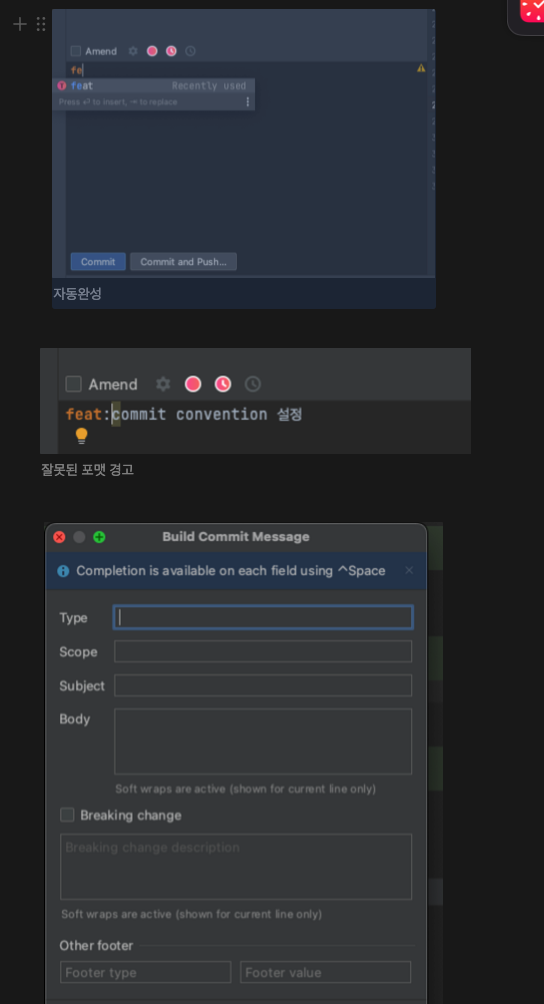 Amend
fe
feat Recently used
Press ⏎ to insert, → to replace
Commit Commit and Push...
자동완성
Amend
feat:commit convention 설정
잘못된 포맷 경고
Build Commit Message
Completion is available on each field using ^Space
Type
Scope
Subject
Body
Soft wraps are active (shown for current line only)
Breaking change
Breaking change description
Soft wraps are active (shown for current line only)
Other footer
Footer type Footer value